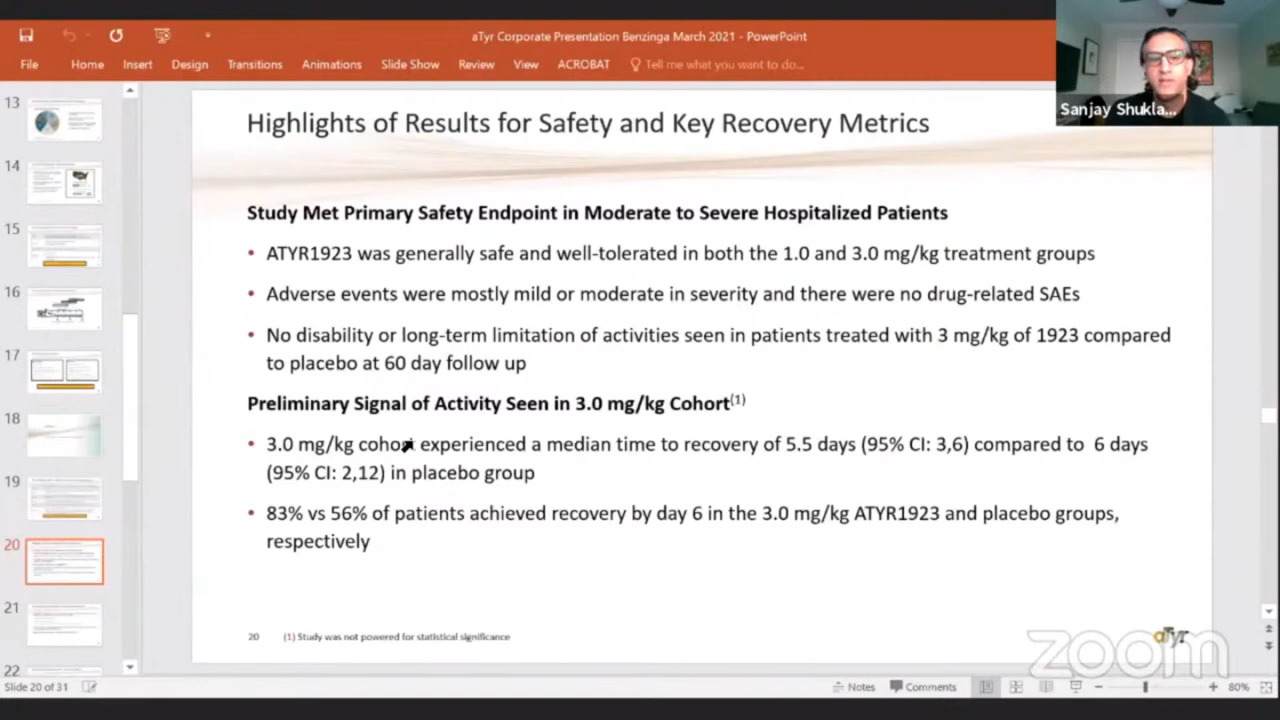 aTyr Corporate Presentation Benzinga March 2021 - PowerPoint
File Home Insert Design Transitions Animations Slide Show Review View ACROBAT Tell me what you want to do...
Sanjay Shukla...
13
14
15
16
17
18
19
20
21
22
Highlights of Results for Safety and Key Recovery Metrics
Study Met Primary Safety Endpoint in Moderate to Severe Hospitalized Patients
• ATYR1923 was generally safe and well-tolerated in both the 1.0 and 3.0 mg/kg treatment groups
• Adverse events were mostly mild or moderate in severity and there were no drug-related SAEs
• No disability or long-term limitation of activities seen in patients treated with 3 mg/kg of 1923 compared
to placebo at 60 day follow up
Preliminary Signal of Activity Seen in 3.0 mg/kg Cohort(1)
• 3.0 mg/kg cohort experienced a median time to recovery of 5.5 days (95% CI: 3,6) compared to 6 days
(95% CI: 2,12) in placebo group
• 83% vs 56% of patients achieved recovery by day 6 in the 3.0 mg/kg ATYR1923 and placebo groups,
respectively
20 (1) Study was not powered for statistical significance
aTyr
zoom
Slide 20 of 31 Notes Comments 80%